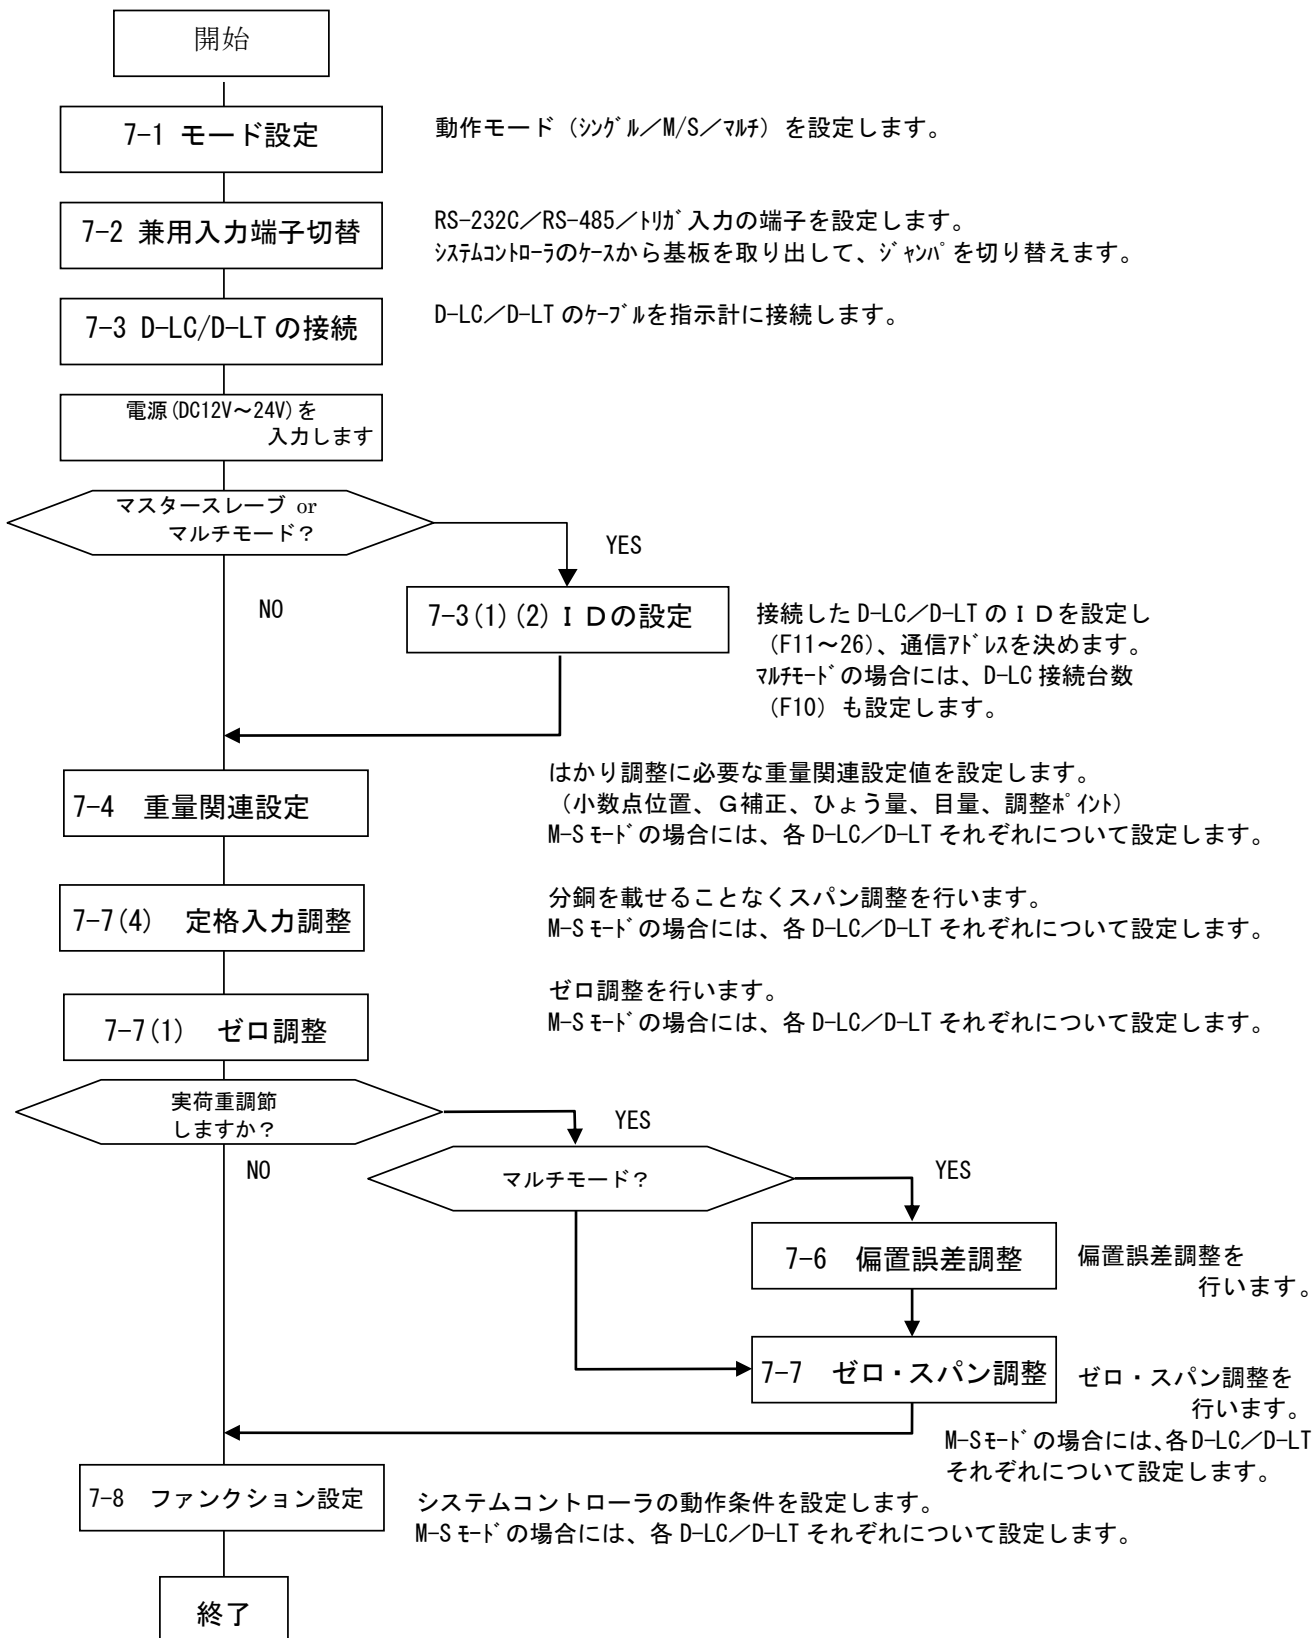 開始
7-1 モード設定
動作モード（ｼﾝｸﾞﾙ／M/S／ﾏﾙﾁ）を設定します。
7-2 兼用入力端子切替
RS-232C／RS-485／ﾄﾘｶﾞ入力の端子を設定します。
ｼｽﾃﾑｺﾝﾄﾛｰﾗのｹｰｽから基板を取り出して、ｼﾞｬﾝﾊﾟを切り替えます。
7-3 D-LC/D-LT の接続
D-LC／D-LT のｹｰﾌﾞﾙを指示計に接続します。
電源(DC12V～24V)を
入力します
マスタースレーブ or
マルチモード？
YES
NO
7-3(1)(2)ＩＤの設定
接続した D-LC／D-LT のＩＤを設定し
（F11～26）、通信ｱﾄﾞﾚｽを決めます。
ﾏﾙﾁﾓｰﾄﾞの場合には、D-LC 接続台数
（F10）も設定します。
7-4　重量関連設定
はかり調整に必要な重量関連設定値を設定します。
（小数点位置、Ｇ補正、ひょう量、目量、調整ﾎﾟｲﾝﾄ）
M-S ﾓｰﾄﾞの場合には、各 D-LC／D-LT それぞれについて設定します。
7-7(4)　定格入力調整
分銅を載せることなくスパン調整を行います。
M-S ﾓｰﾄﾞの場合には、各 D-LC／D-LT それぞれについて設定します。
7-7(1)　ゼロ調整
ゼロ調整を行います。
M-S ﾓｰﾄﾞの場合には、各 D-LC／D-LT それぞれについて設定します。
実荷重調節
しますか？
YES
NO
マルチモード？
YES
7-6　偏置誤差調整
偏置誤差調整を
行います。
7-7　ゼロ・スパン調整
ゼロ・スパン調整を
行います。
M-Sﾓｰﾄﾞの場合には、各D-LC／D-LT
それぞれについて設定します。
7-8　ファンクション設定
システムコントローラの動作条件を設定します。
M-S ﾓｰﾄﾞの場合には、各 D-LC／D-LT それぞれについて設定します。
終了